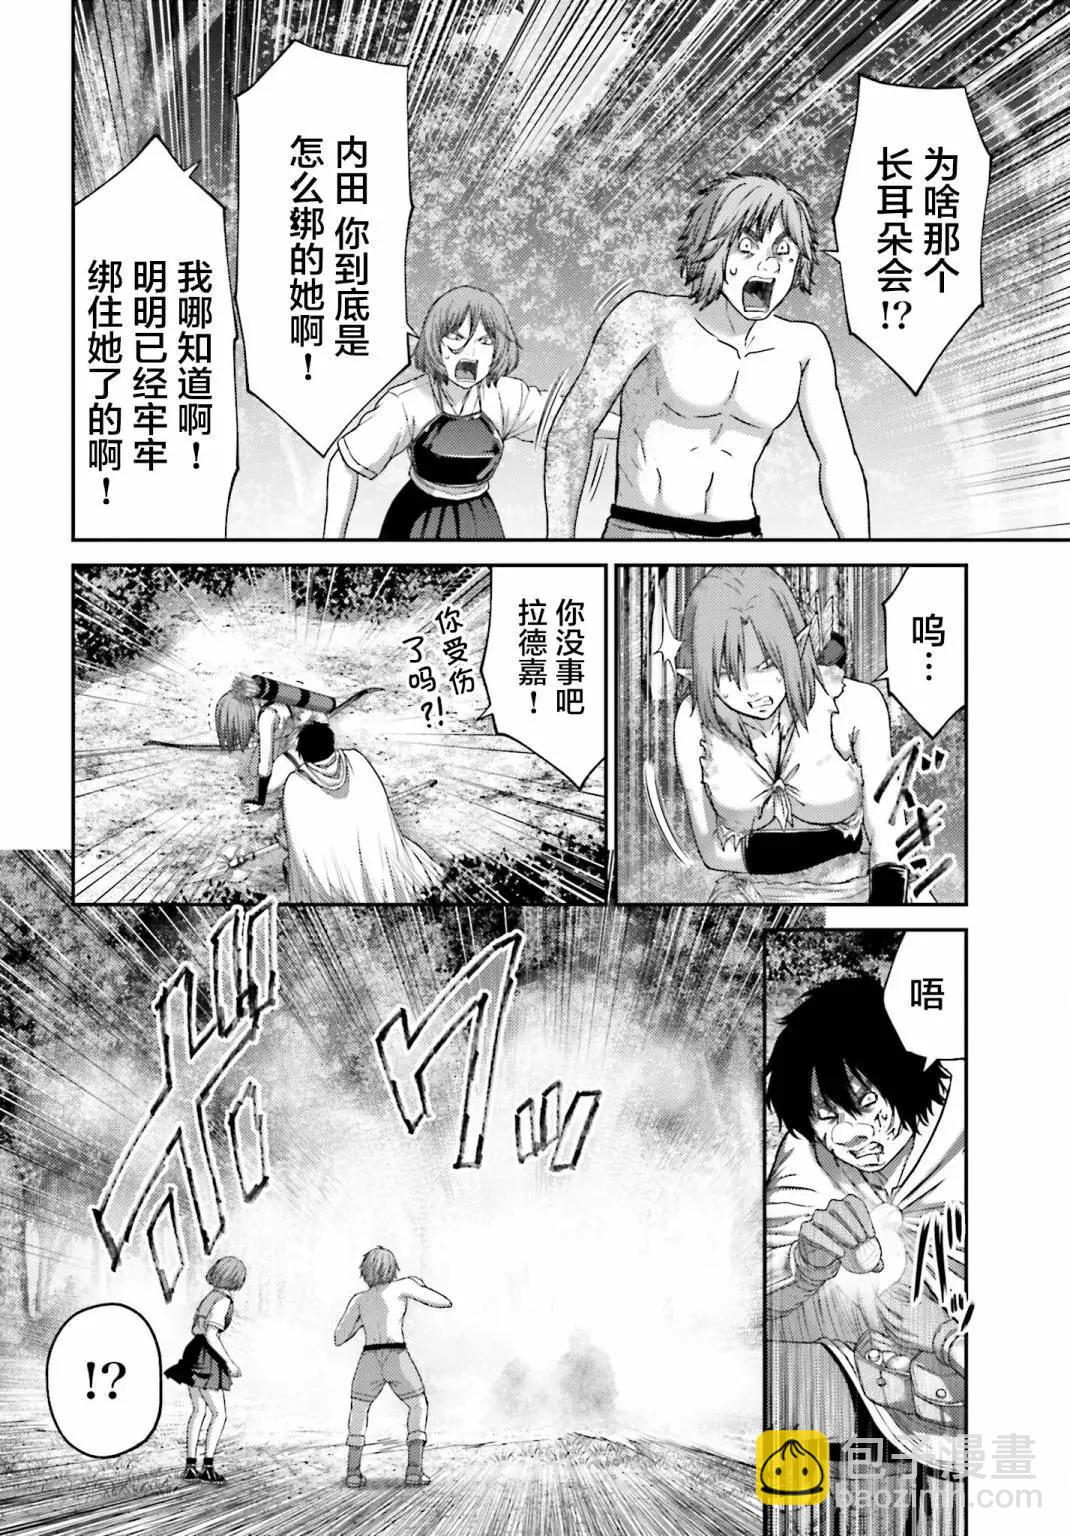 为啥那个
长耳朵会
!?
内田 你到底是
怎么绑的她啊！
我哪知道啊！
明明已经牢牢
绑住她了的啊！
呜…
你没事吧
拉德嘉！
你受伤
了吗?!
唔
!?
包子漫畫
baozimh.com